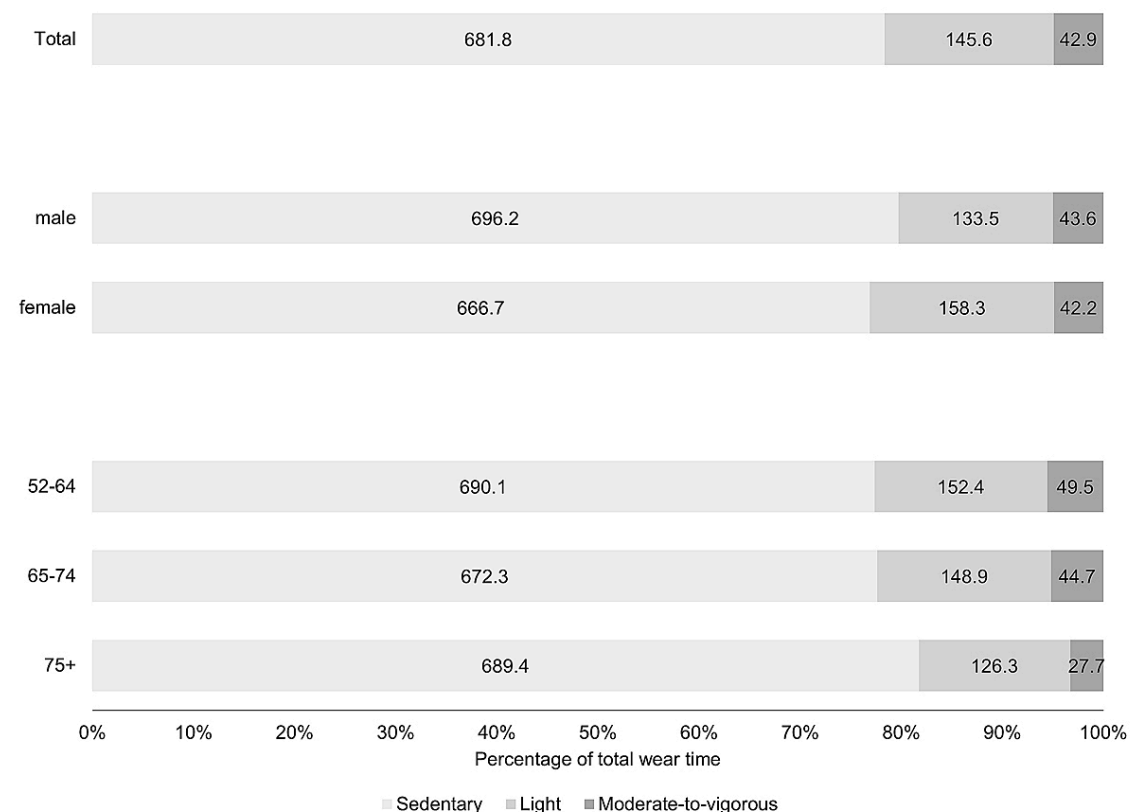 Total 681.8 145.6 42.9
male 696.2 133.5 43.6
female 666.7 158.3 42.2
52-64 690.1 152.4 49.5
65-74 672.3 148.9 44.7
75+ 689.4 126.3 27.7
0% 10% 20% 30% 40% 50% 60% 70% 80% 90% 100%
Percentage of total wear time
Sedentary Light Moderate-to-vigorous